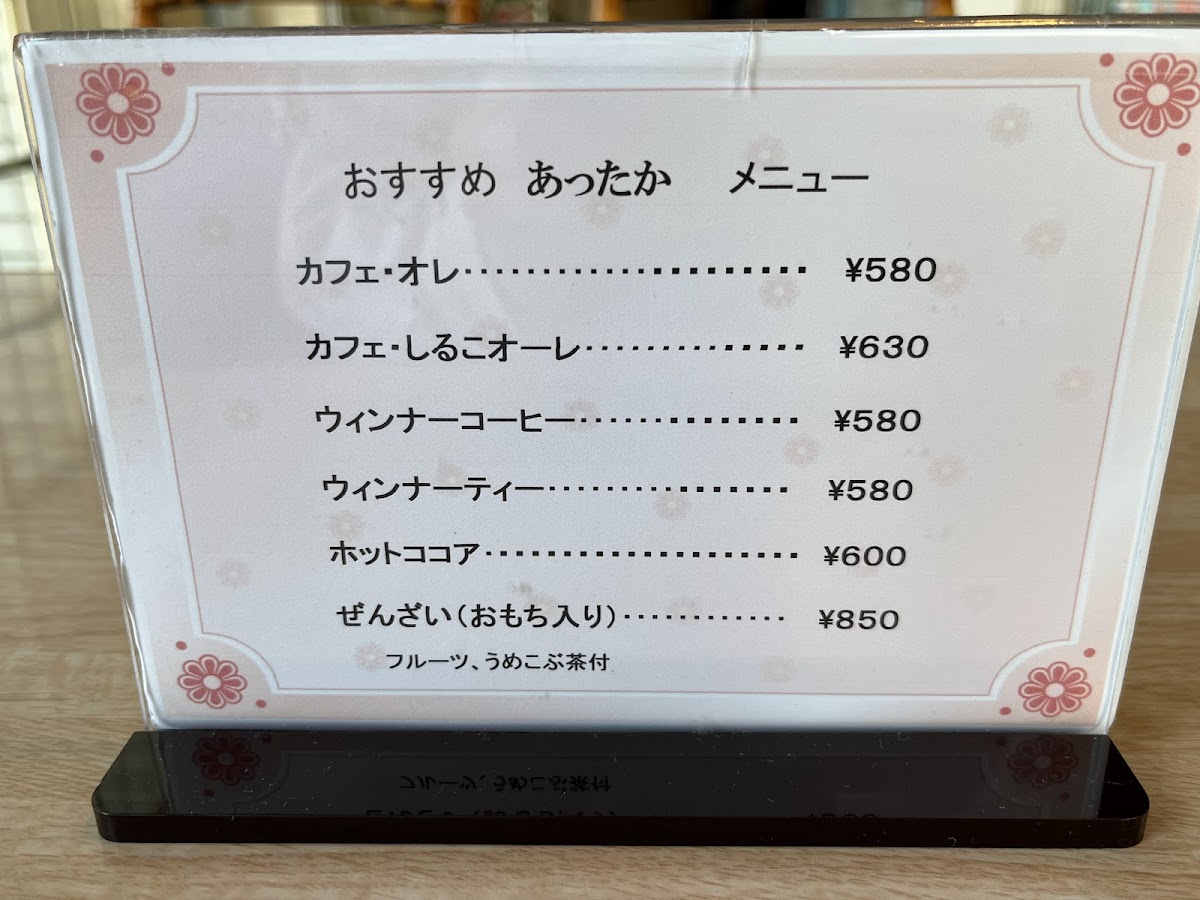 おすすめ あったか メニュー
カフェ・オレ・・・・・・・・・・・・・・・・・・・・・・ ¥580
カフェ・しるこオーレ・・・・・・・・・・・・・・ ¥630
ウィンナーコーヒー・・・・・・・・・・・・・・ ¥580
ウィンナーティー・・・・・・・・・・・・・・・・ ¥580
ホットココア・・・・・・・・・・・・・・・・・・・・・ ¥600
ぜんざい(おもち入り)・・・・・・・・・・・・ ¥850
フルーツ、うめこぶ茶付